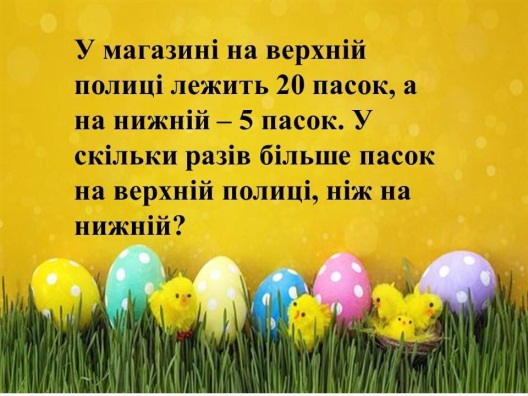 У магазині на верхній
полиці лежить 20 пасок, а
на нижній – 5 пасок. У
скільки разів більше пасок
на верхній полиці, ніж на
нижній?